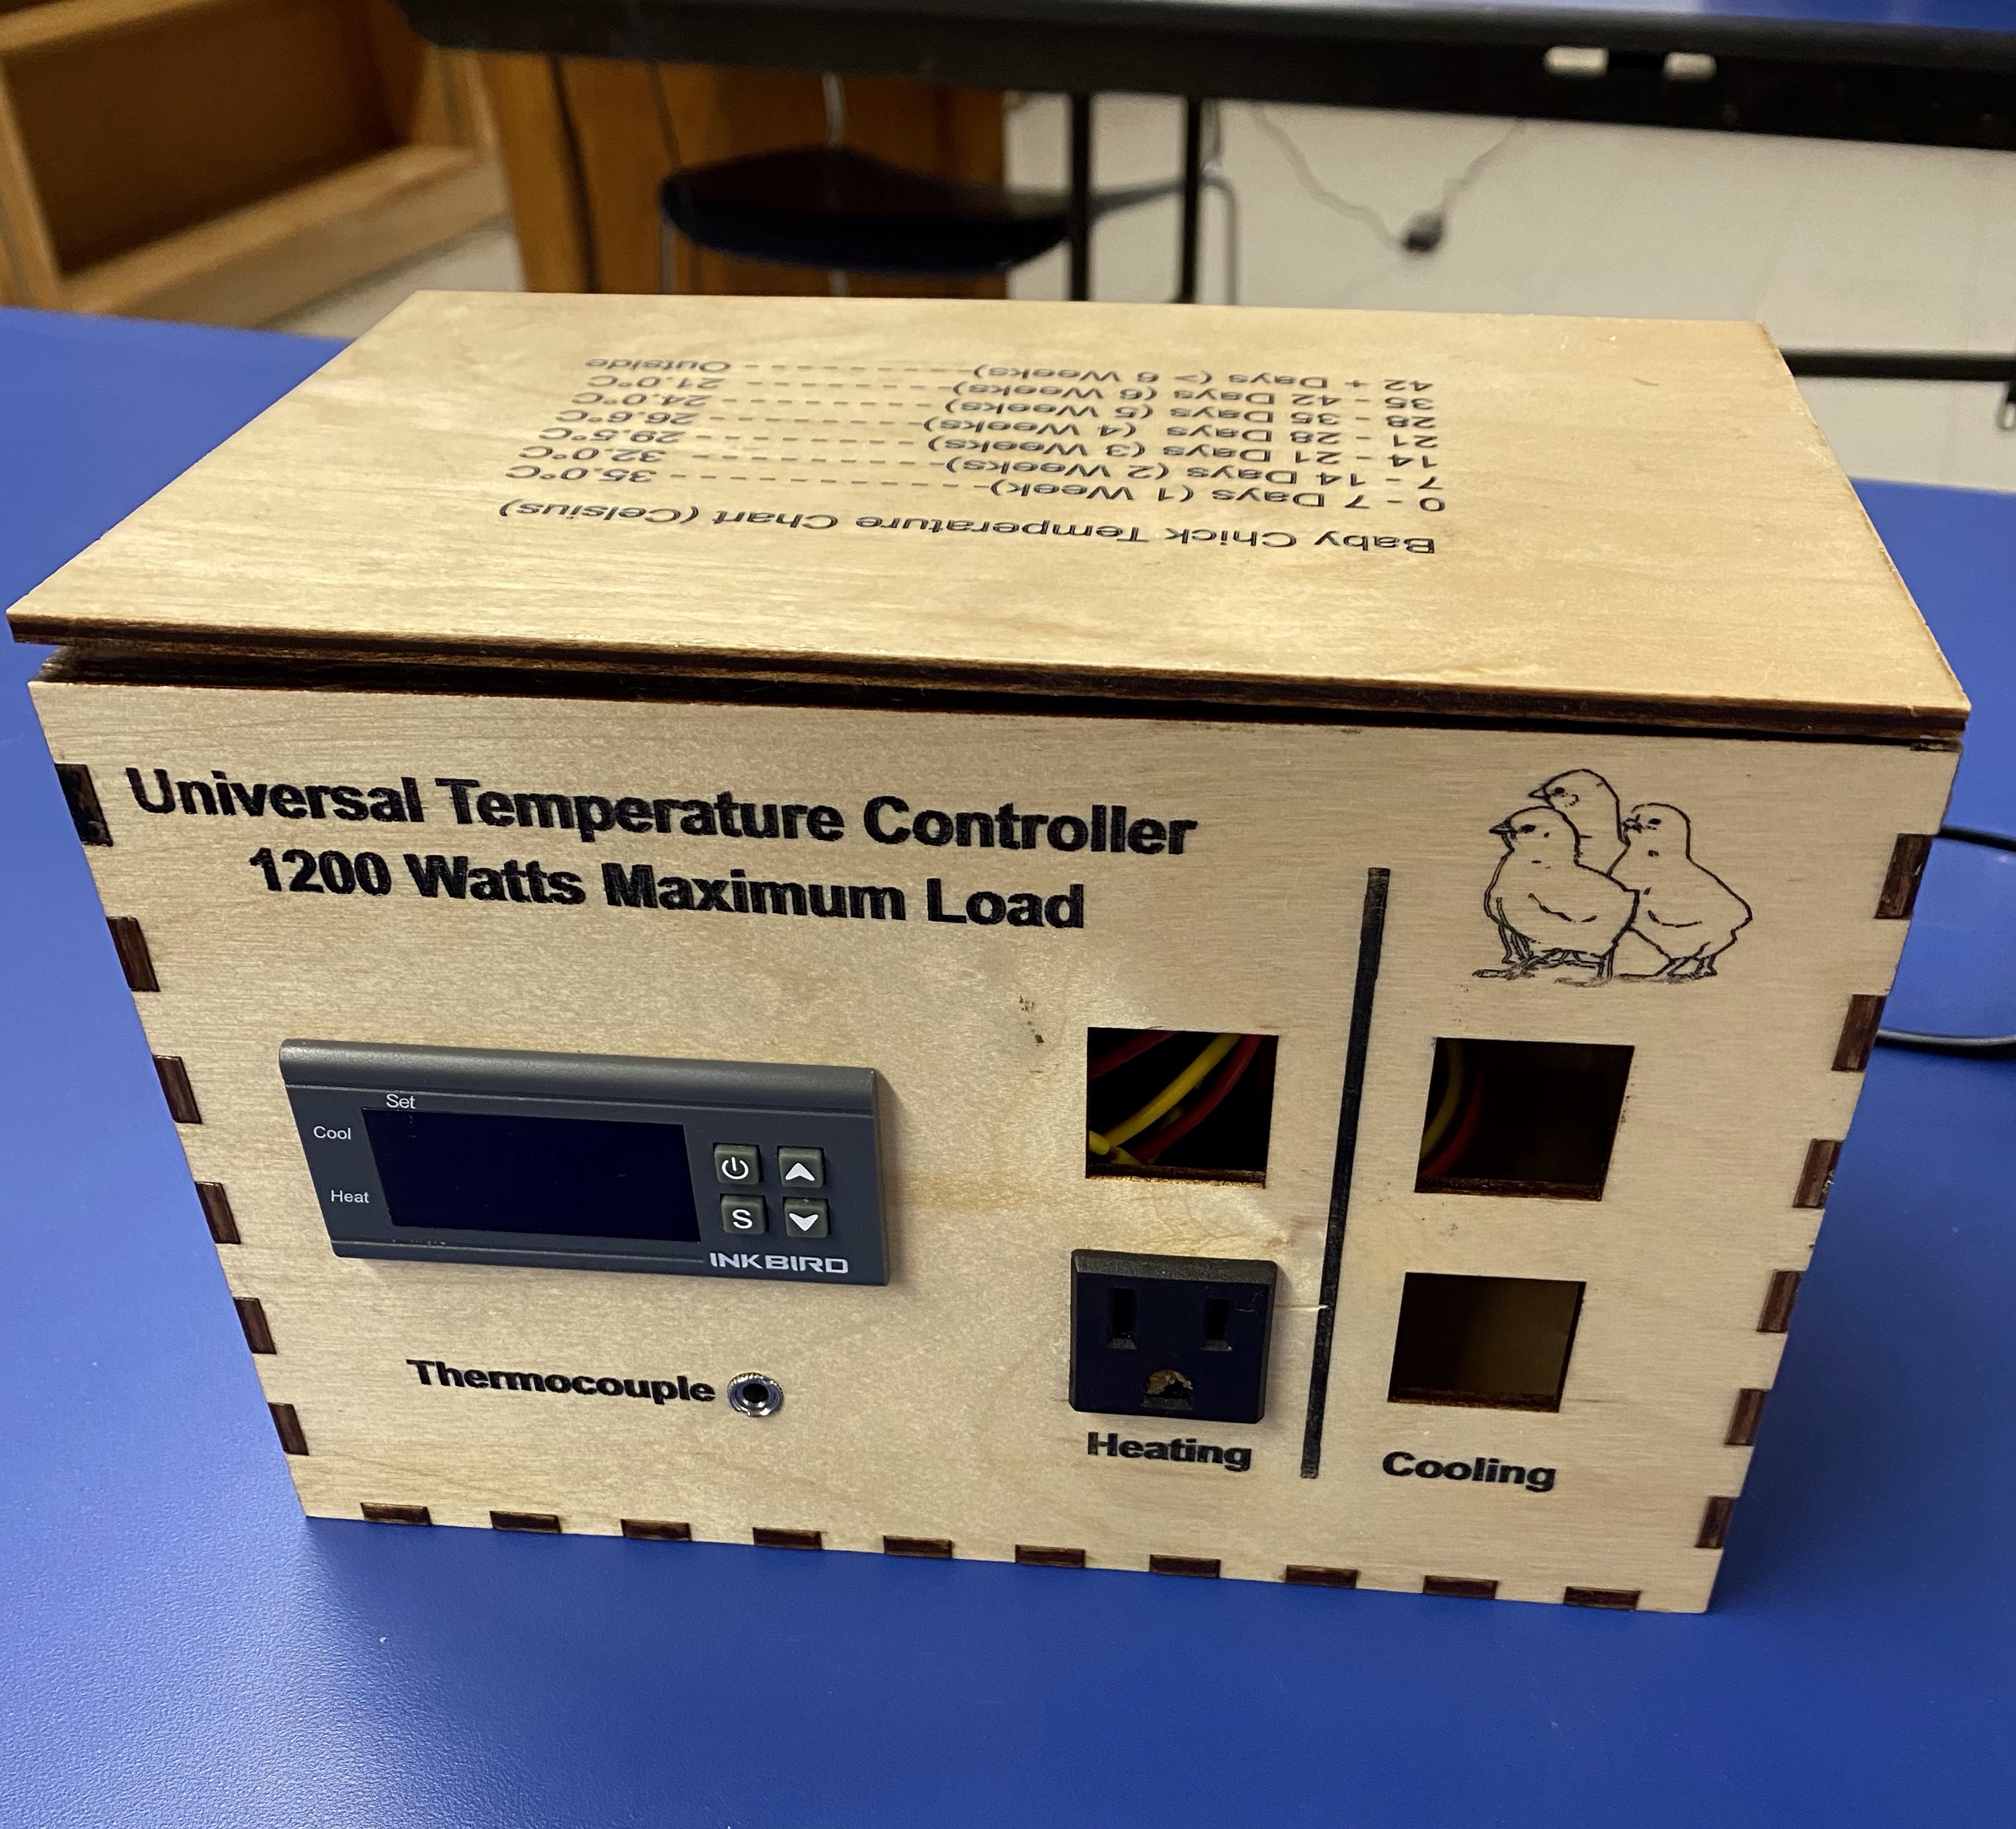 Baby Chick Temperature Chart (Celsius)
0 - 7 Days (1 Week)- - - - - - - - - - - - - 35.0°C
7 - 14 Days (2 Weeks)- - - - - - - - - - - 32.0°C
14 - 21 Days (3 Weeks) - - - - - - - - - - 29.5°C
21 - 28 Days (4 Weeks)- - - - - - - - - - 26.6°C
28 - 35 Days (5 Weeks) - - - - - - - - - - 24.0°C
35 - 42 Days (6 Weeks)- - - - - - - - - - 21.0°C
42 + Days (> 6 Weeks)- - - - - - - - - - Outside
Universal Temperature Controller
1200 Watts Maximum Load
Set
Cool
Heat
S
INKBIRD
Thermocouple
Heating
Cooling